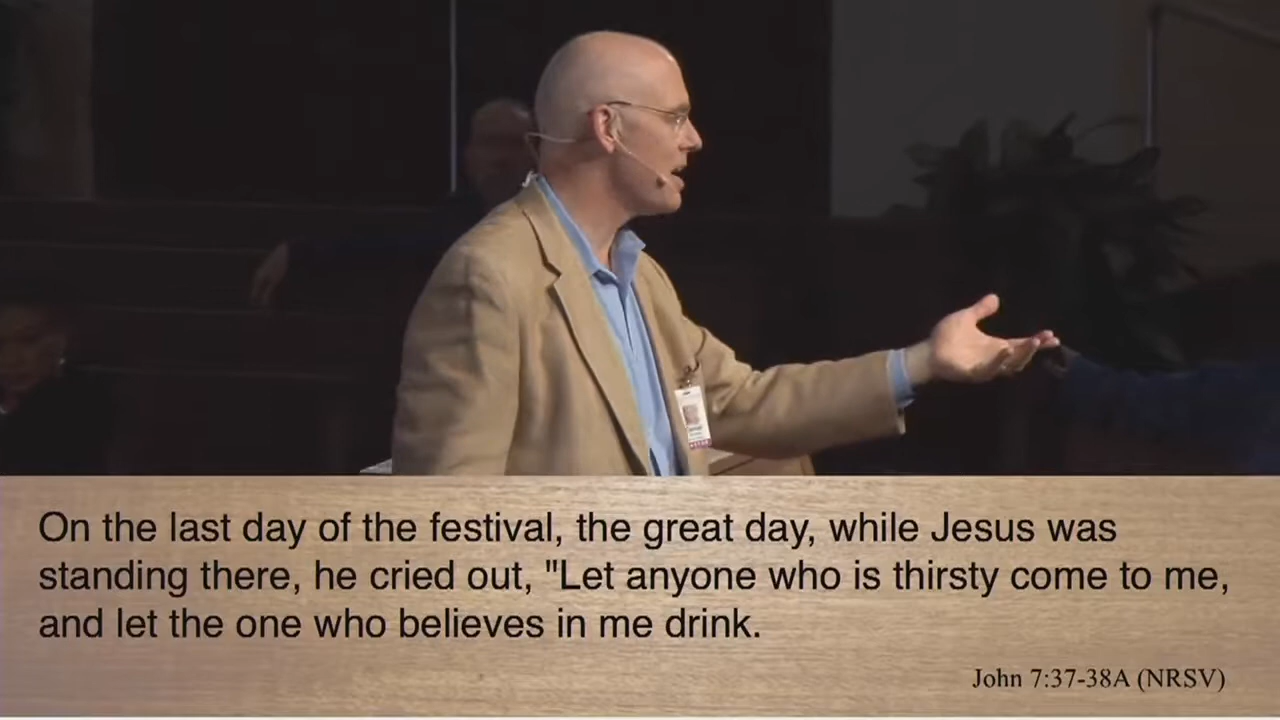 On the last day of the festival, the great day, while Jesus was
standing there, he cried out, "Let anyone who is thirsty come to me,
and let the one who believes in me drink.
John 7:37-38A (NRSV)